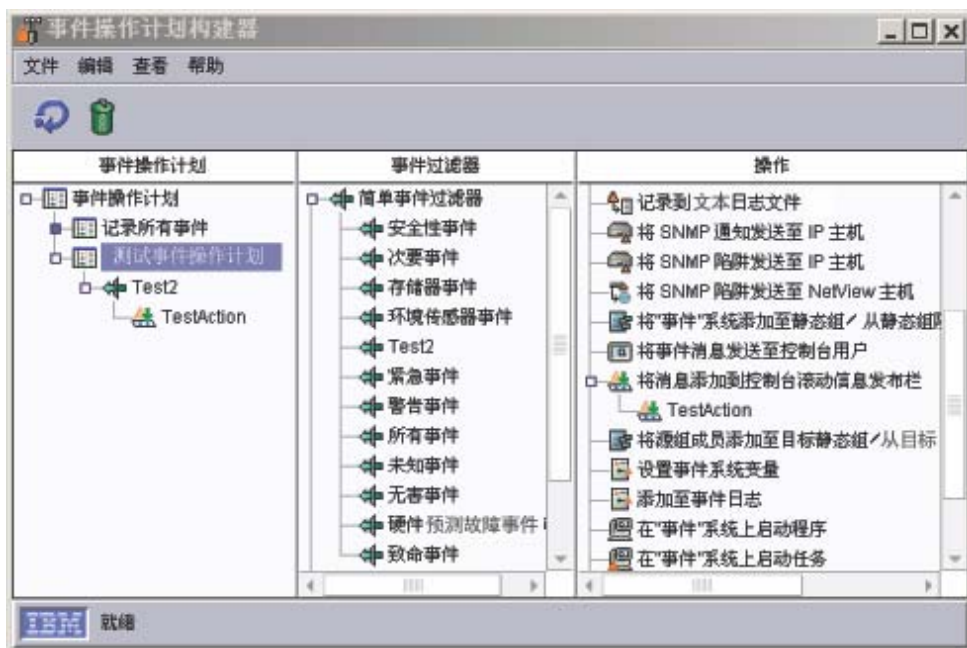 事件操作计划构建器
文件 编辑 查看 帮助
事件操作计划
事件操作计划
记录所有事件
测试事件操作计划
Test2
TestAction
事件过滤器
简单事件过滤器
安全性事件
次要事件
存储器事件
环境传感器事件
Test2
紧急事件
警告事件
所有事件
未知事件
无害事件
硬件预测故障事件
致命事件
操作
记录到文本日志文件
将 SNMP 通知发送至 IP 主机
将 SNMP 陷阱发送至 IP 主机
将 SNMP 陷阱发送至 NetView 主机
将"事件"系统添加至静态组/从静态组
将事件消息发送至控制台用户
将消息添加到控制台滚动信息发布栏
TestAction
将源组成员添加至目标静态组/从目标
设置事件系统变量
添加至事件日志
在"事件"系统上启动程序
在"事件"系统上启动任务
IBM 就绪